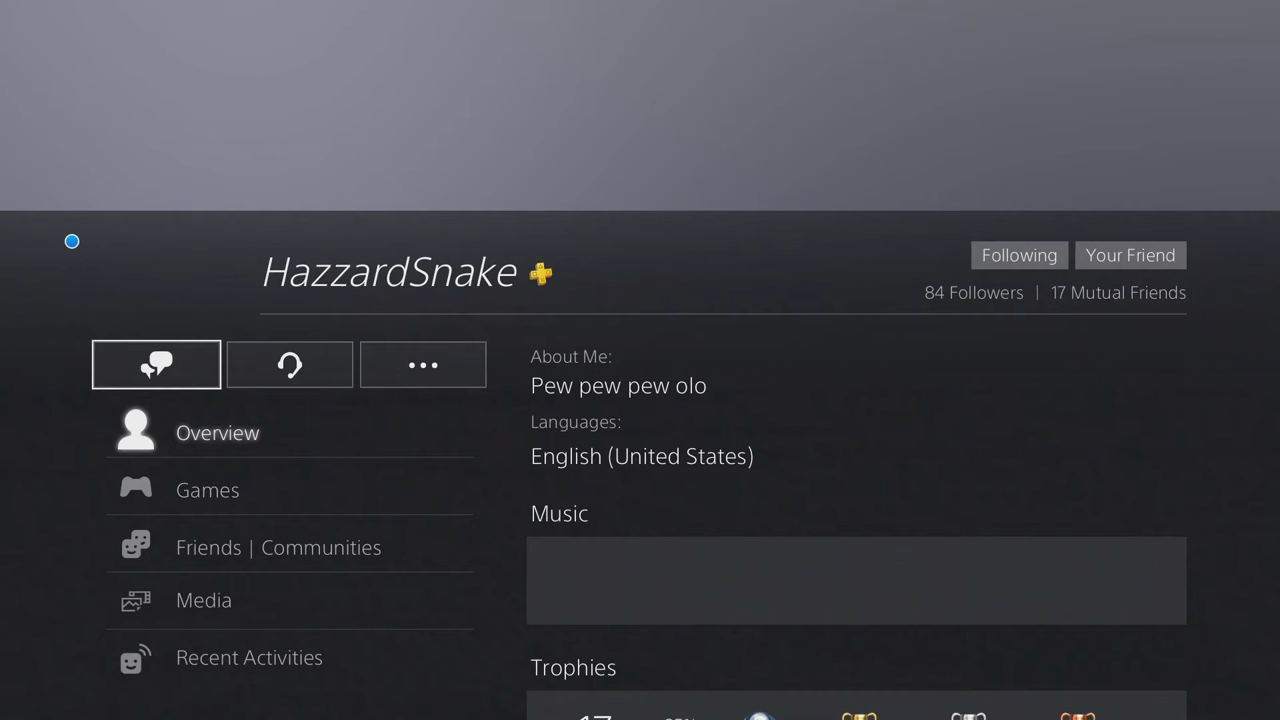 HazzardSnake
Following
Your Friend
84 Followers | 17 Mutual Friends
About Me:
Pew pew pew olo
Languages:
English (United States)
Overview
Games
Friends | Communities
Media
Recent Activities
Music
Trophies
17